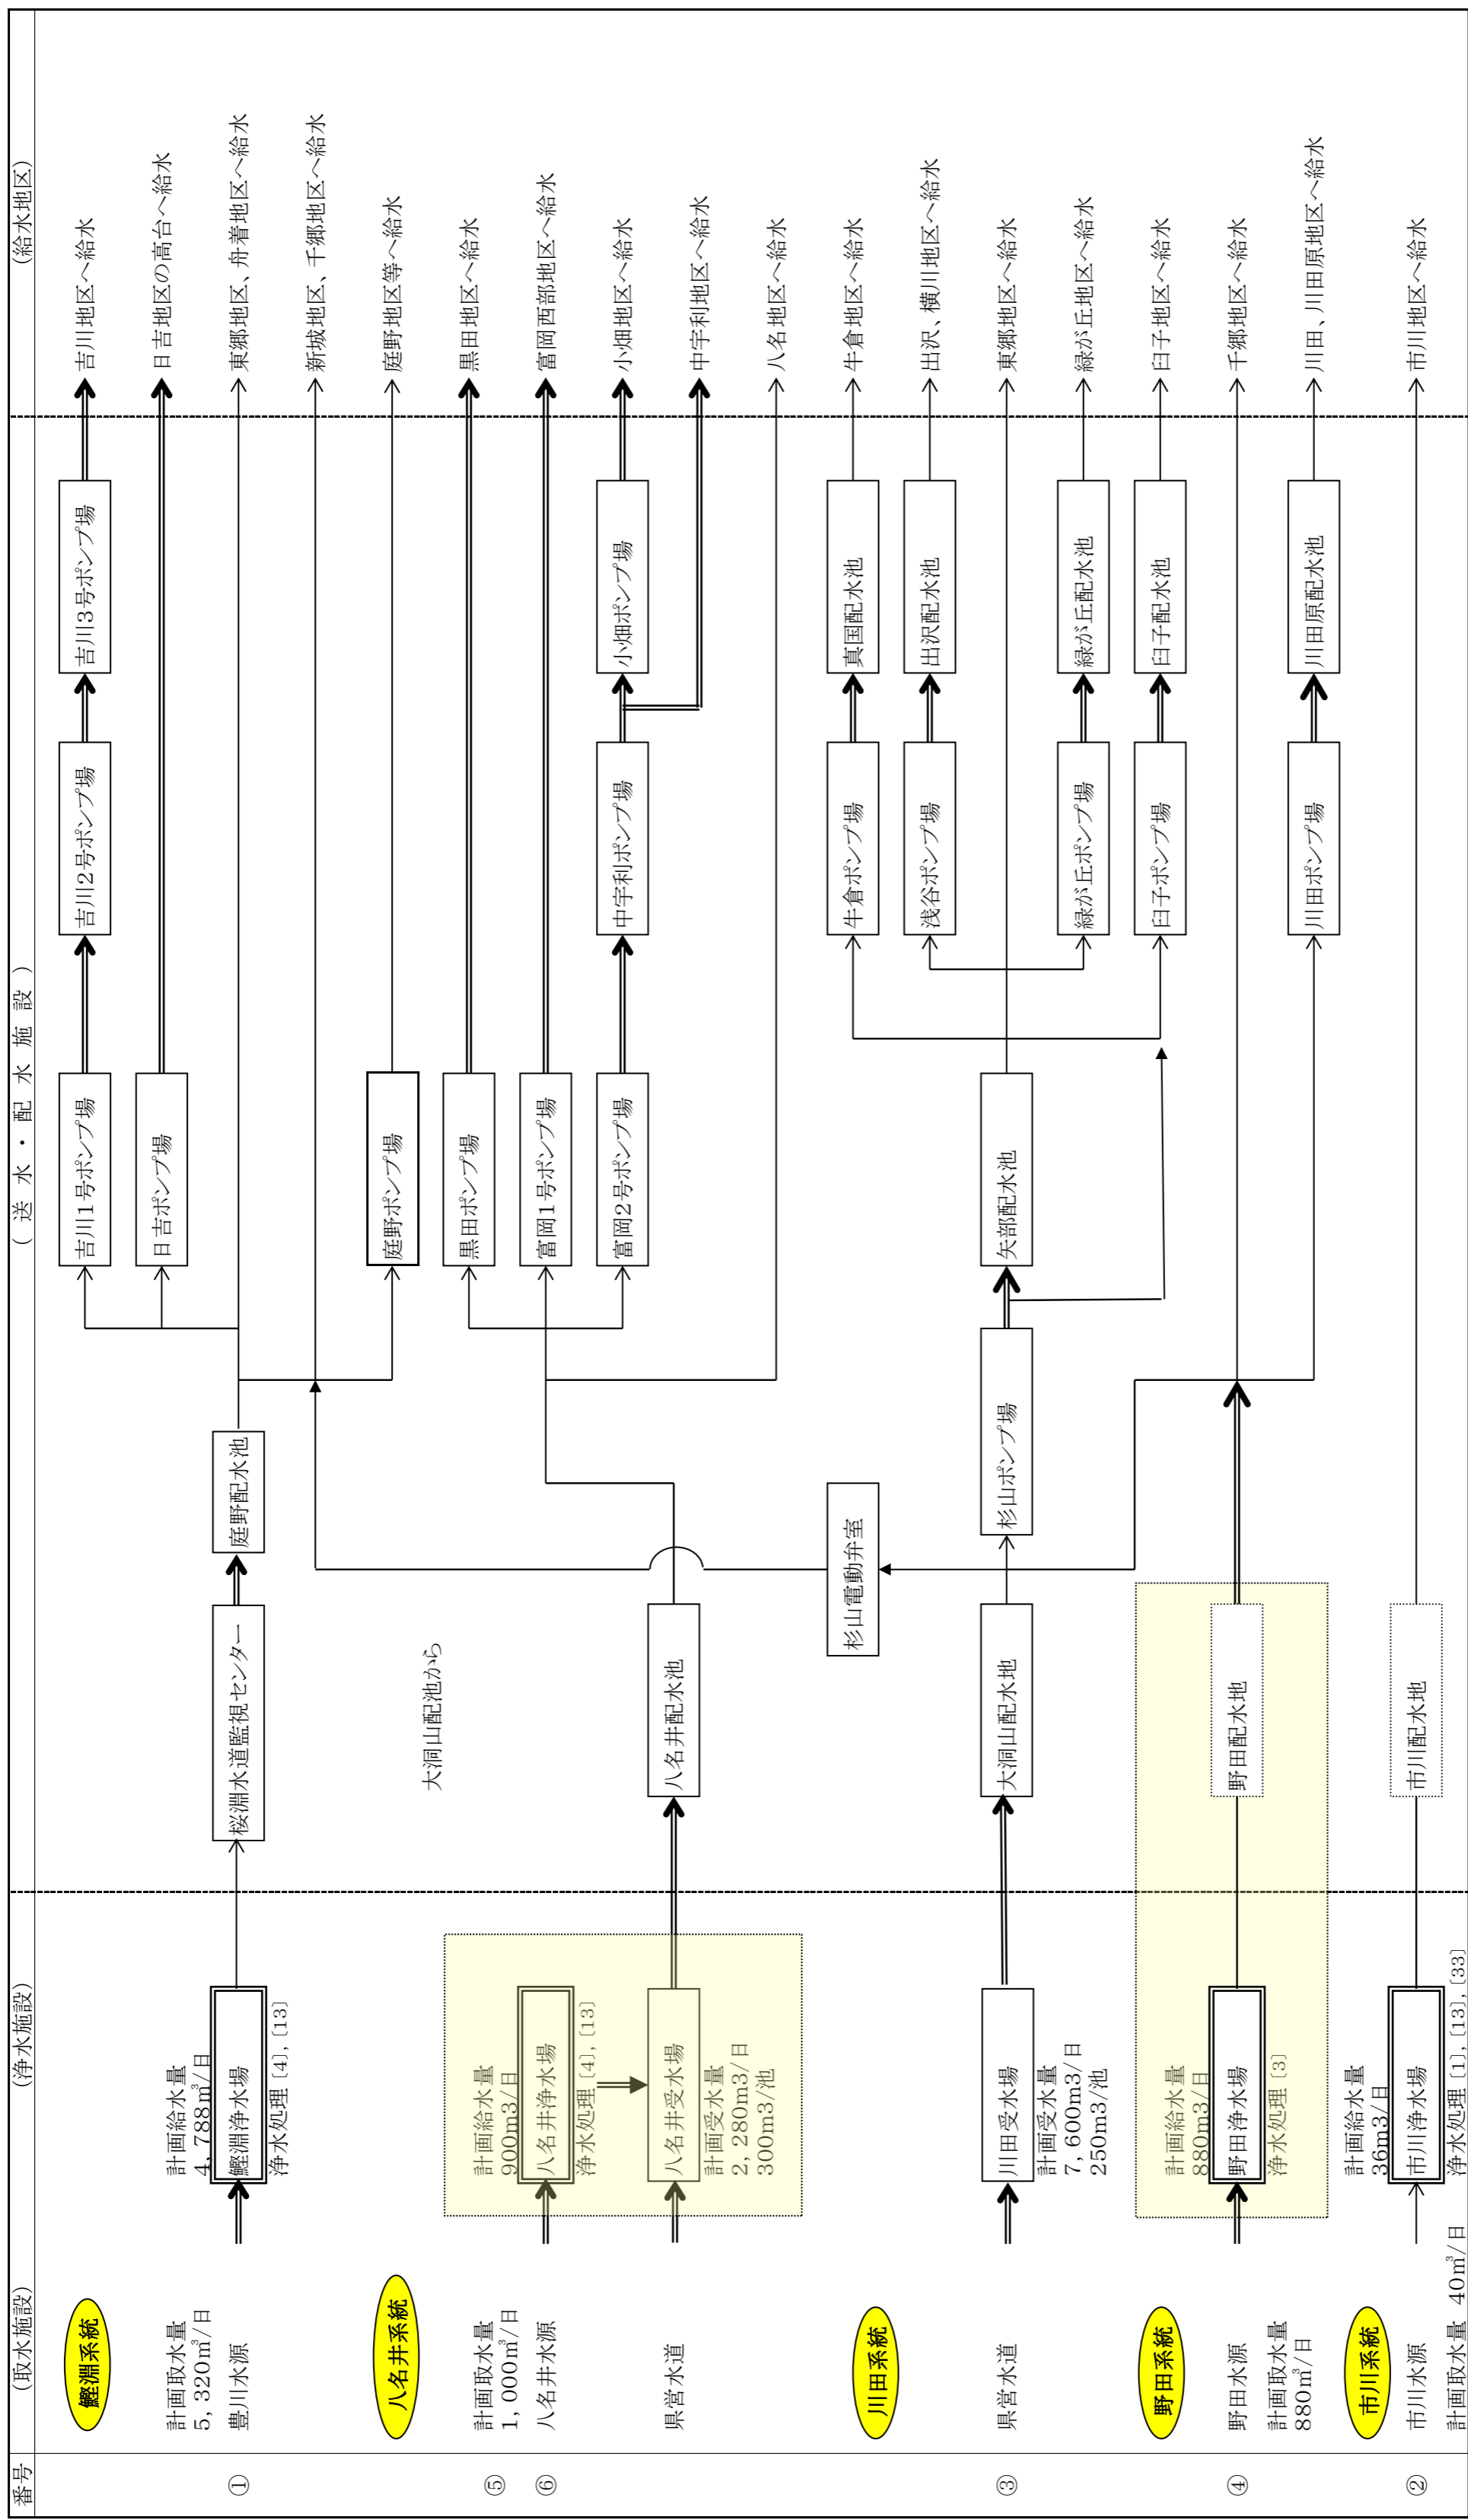 番号
(取水施設)
(浄水施設)
( 送 水 ・ 配 水 施 設 )
(給水地区)
鰹淵系統
吉川1号ポンプ場
吉川2号ポンプ場
吉川3号ポンプ場
吉川地区へ給水
日吉ポンプ場
日吉地区の高台へ給水
①
計画取水量
5, 320㎥/日
豊川水源
計画給水量
4, 788㎥/日
鰹淵浄水場
浄水処理 [4], [13]
桜淵水道監視センター
庭野配水池
東郷地区、舟着地区へ給水
新城地区、千郷地区へ給水
庭野ポンプ場
庭野地区等へ給水
大洞山配池から
八名井系統
黒田ポンプ場
黒田地区へ給水
⑤
⑥
計画取水量
1, 000㎥/日
八名井水源
計画給水量
900m3/日
八名井浄水場
浄水処理 [4], [13]
富岡1号ポンプ場
富岡西部地区へ給水
富岡2号ポンプ場
中宇利ポンプ場
小畑ポンプ場
小畑地区へ給水
県営水道
八名井受水場
計画受水量
2, 280m3/日
300m3/池
八名井配水池
中宇利地区へ給水
八名地区へ給水
杉山電動弁室
牛倉ポンプ場
真国配水池
牛倉地区へ給水
川田系統
浅谷ポンプ場
出沢配水池
出沢、横川地区へ給水
③
県営水道
川田受水場
計画受水量
7, 600m3/日
250m3/池
大洞山配水地
杉山ポンプ場
矢部配水池
東郷地区へ給水
緑が丘ポンプ場
緑が丘配水池
緑が丘地区へ給水
臼子ポンプ場
臼子配水池
臼子地区へ給水
野田系統
④
野田水源
計画取水量
880㎥/日
計画給水量
880m3/日
野田浄水場
浄水処理 [3]
野田配水地
千郷地区へ給水
川田ポンプ場
川田原配水池
川田、川田原地区へ給水
市川系統
②
市川水源
計画取水量 40㎥/日
計画給水量
36m3/日
市川浄水場
浄水処理 [1], [13], [33]
市川配水地
市川地区へ給水